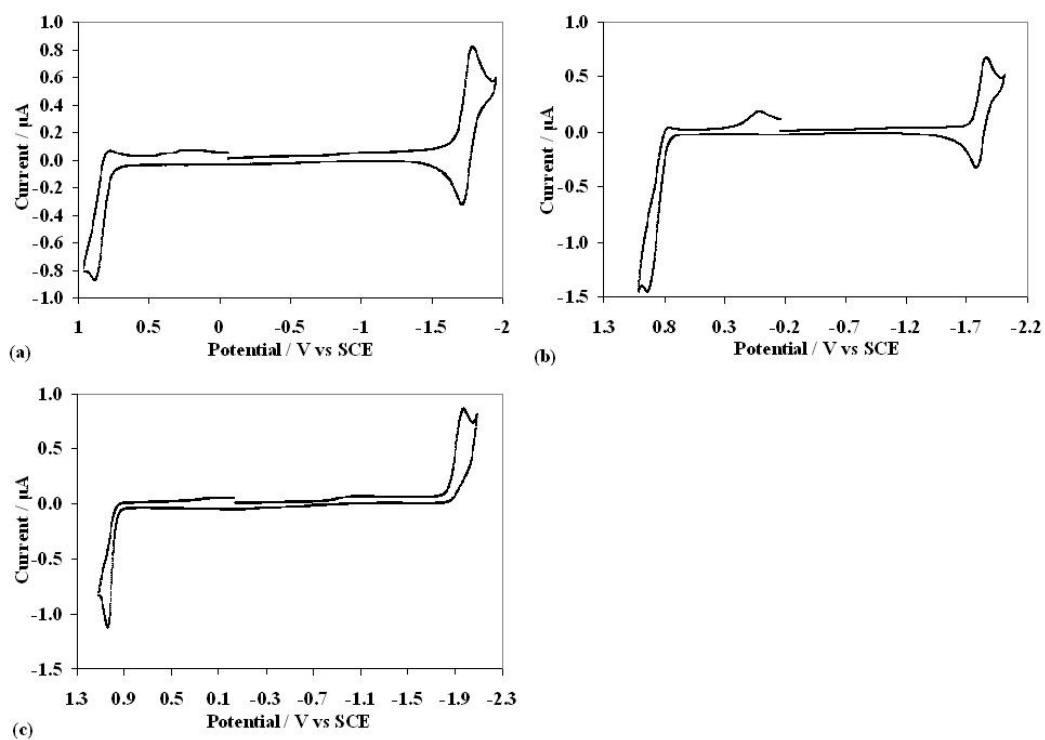 1.0
0.8
0.6
0.4
0.2
0.0
-0.2
-0.4
-0.6
-0.8
-1.0
Current / µA
1 0.5 0 -0.5 -1 -1.5 -2
Potential / V vs SCE
(a)
1.0
0.5
0.0
-0.5
-1.0
-1.5
Current / µA
1.3 0.8 0.3 -0.2 -0.7 -1.2 -1.7 -2.2
Potential / V vs SCE
(b)
1.0
0.5
0.0
-0.5
-1.0
-1.5
Current / µA
1.3 0.9 0.5 0.1 -0.3 -0.7 -1.1 -1.5 -1.9 -2.3
Potential / V vs SCE
(c)